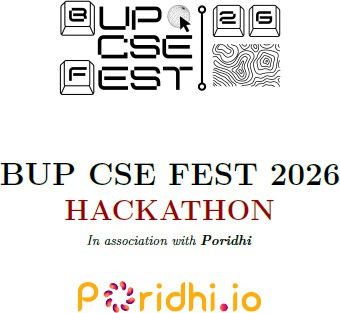 BUP 26
CSE
FEST
BUP CSE FEST 2026
HACKATHON
In association with Poridhi
Poridhi.io